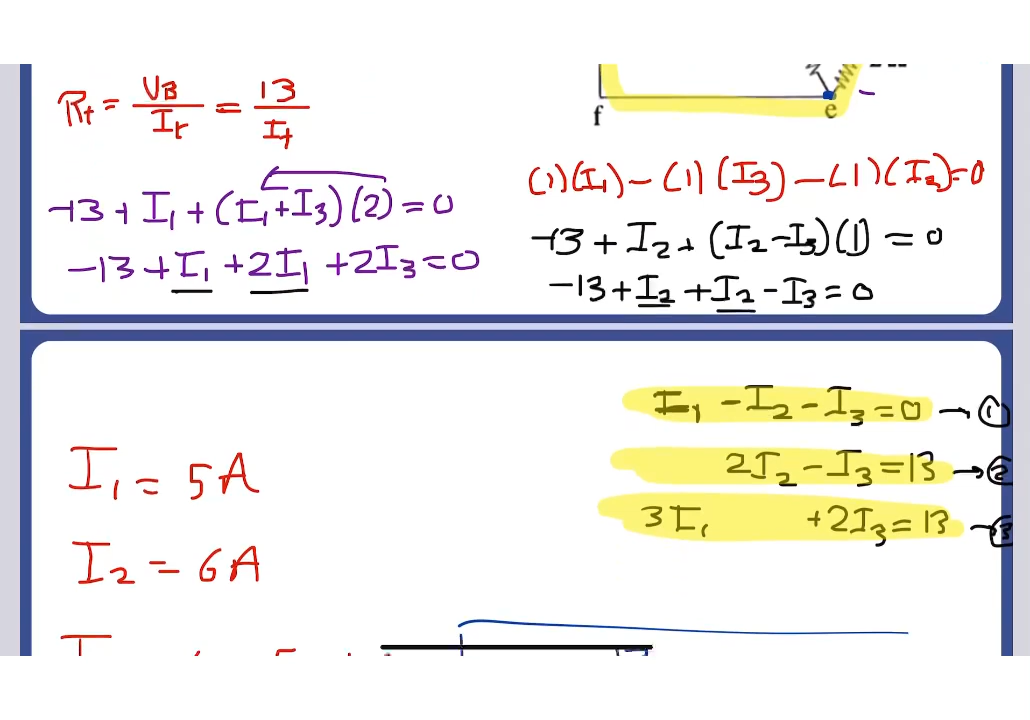 Rt = VB/It = 13/It
-13 + I₁ + (I₁+I₃)(2) = 0
-13 + I₁ + 2I₁ + 2I₃ = 0
f
e
(1)(I₁) - (1)(I₃) - (1)(I₂) = 0
-13 + I₂ + (I₂-I₃)(1) = 0
-13 + I₂ + I₂ - I₃ = 0
I₁ - I₂ - I₃ = 0 → ①
2I₂ - I₃ = 13 → ②
3I₁ + 2I₃ = 13 → ③
I₁ = 5A
I₂ = 6A